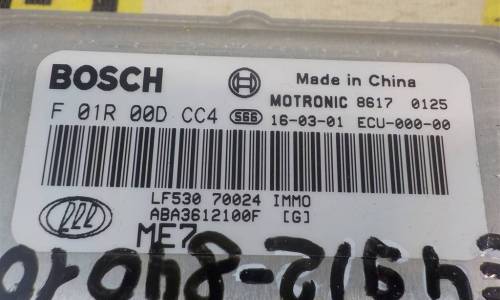 BOSCH
Made in China
MOTRONIC 8617 0125
F 01R 00D CC4 S66 16-03-01 ECU-000-00
LF530 70024 IMMO
ABA3612100F [G]
ME7